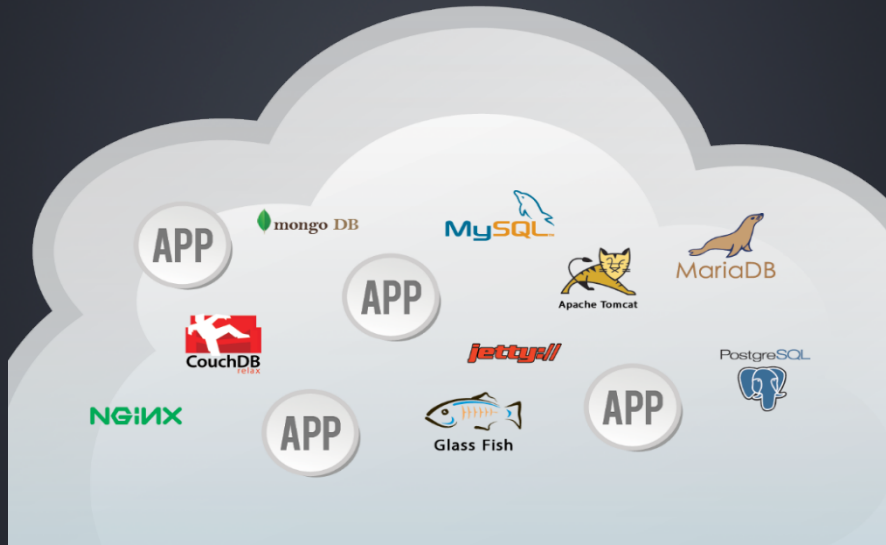 APP
mongo DB
MySQL
APP
Apache Tomcat
MariaDB
CouchDB
relax
jetty://
PostgreSQL
NGiNX
APP
Glass Fish
APP